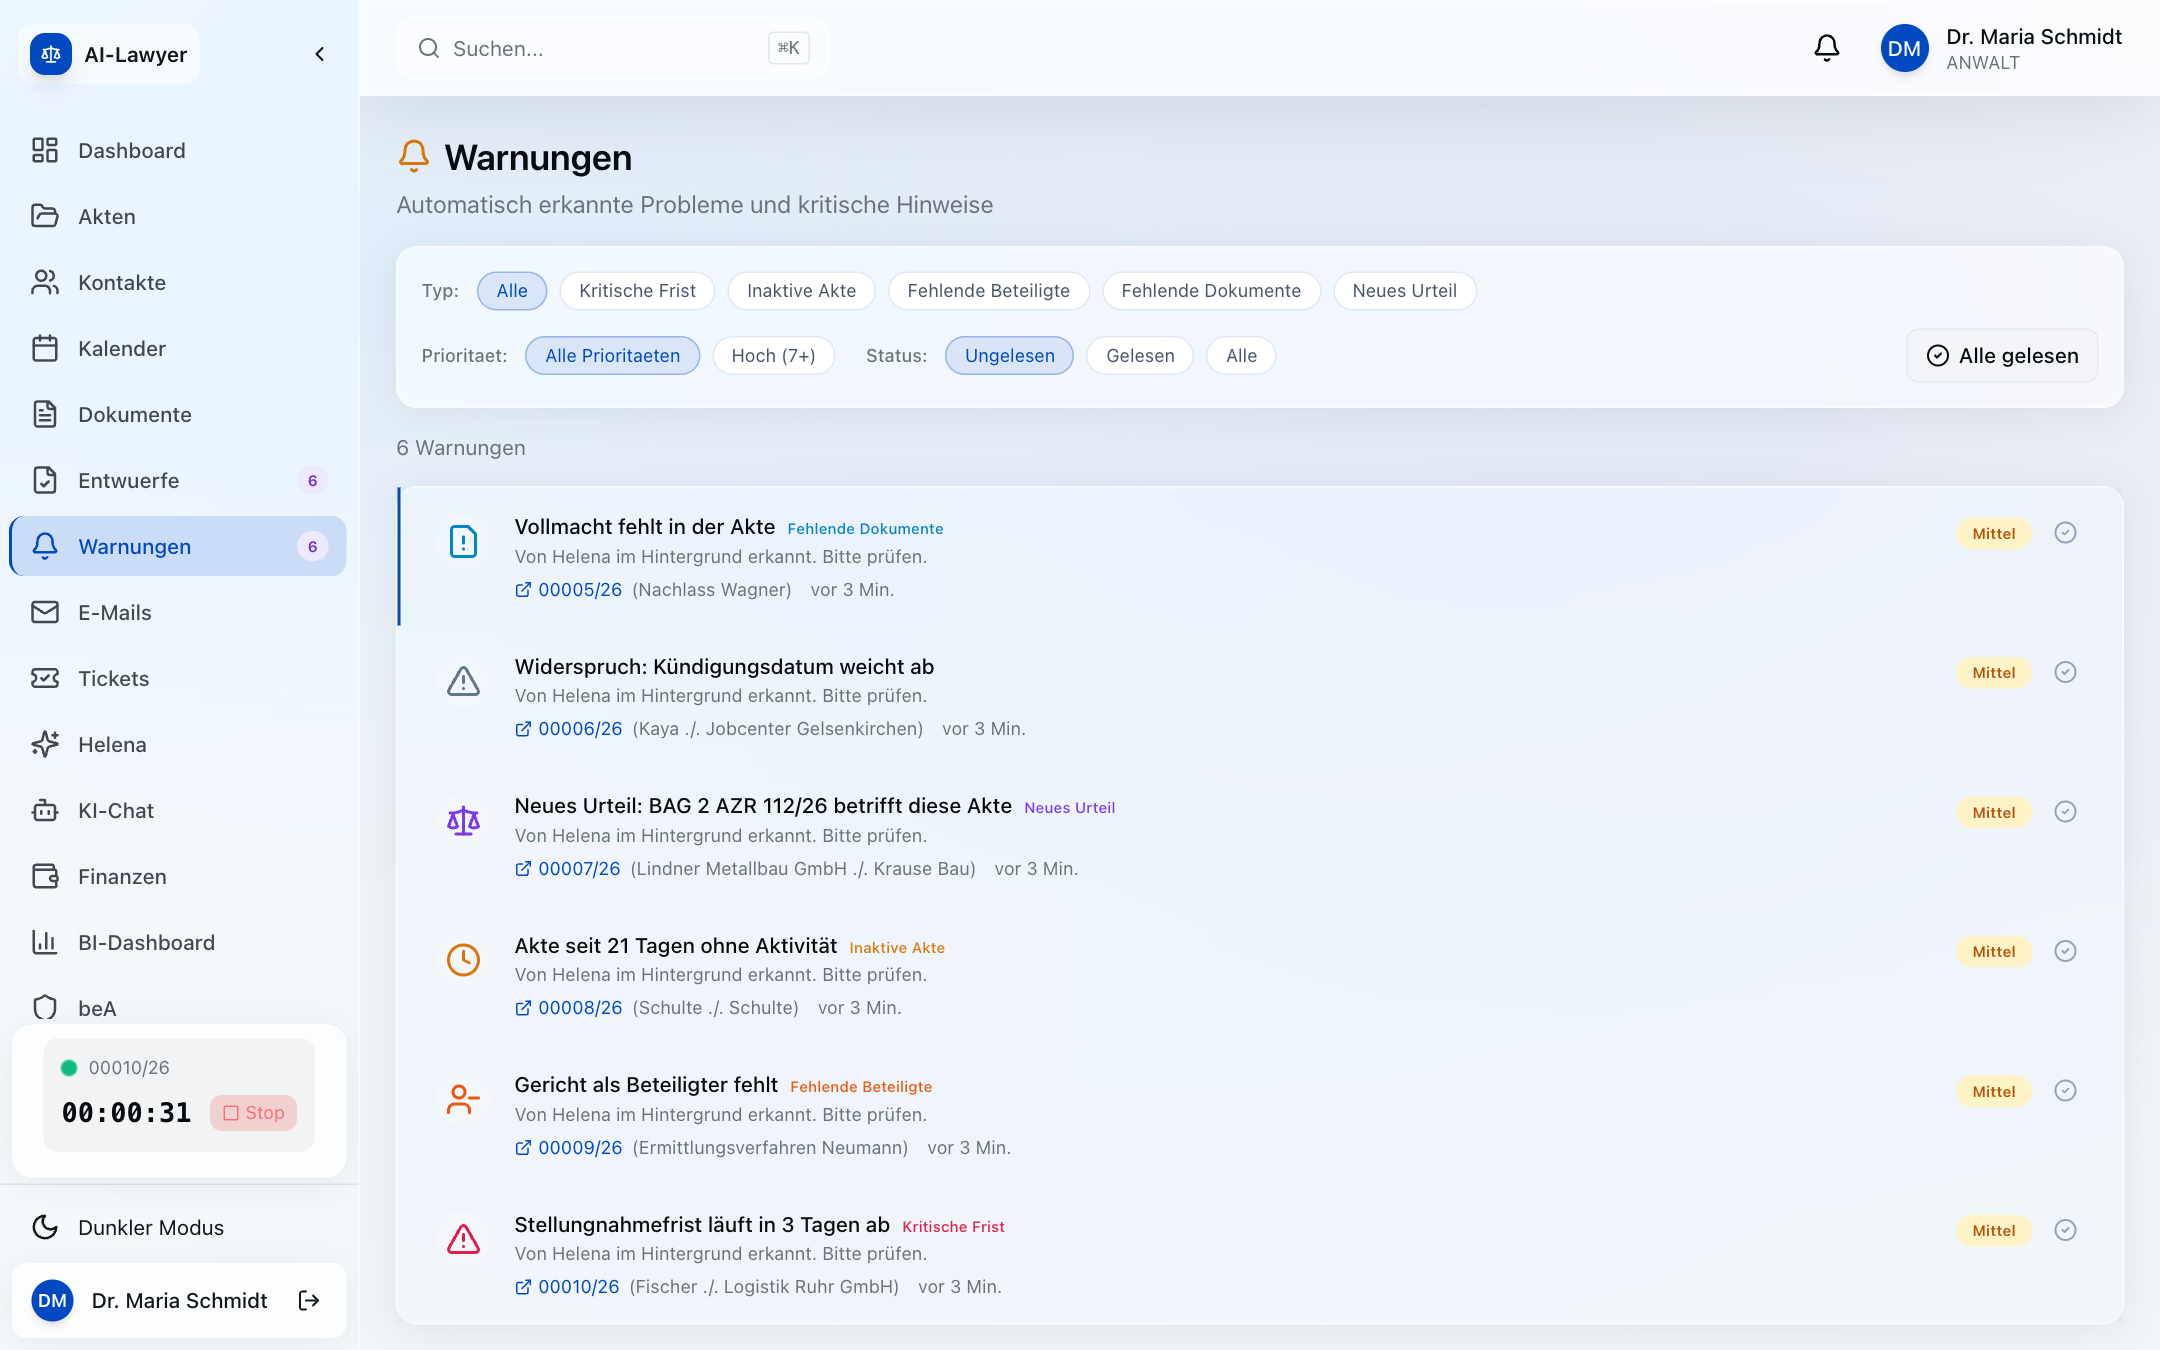 AI-Lawyer
Suchen...
⌘K
DM
Dr. Maria Schmidt
ANWALT
Dashboard
Akten
Kontakte
Kalender
Dokumente
Entwuerfe 6
Warnungen 6
E-Mails
Tickets
Helena
KI-Chat
Finanzen
BI-Dashboard
beA
00010/26
00:00:31 Stop
Dunkler Modus
DM Dr. Maria Schmidt
Warnungen
Automatisch erkannte Probleme und kritische Hinweise
Typ: Alle Kritische Frist Inaktive Akte Fehlende Beteiligte Fehlende Dokumente Neues Urteil
Prioritaet: Alle Prioritaeten Hoch (7+) Status: Ungelesen Gelesen Alle Alle gelesen
6 Warnungen
Vollmacht fehlt in der Akte Fehlende Dokumente Mittel
Von Helena im Hintergrund erkannt. Bitte prüfen.
00005/26 (Nachlass Wagner) vor 3 Min.
Widerspruch: Kündigungsdatum weicht ab Mittel
Von Helena im Hintergrund erkannt. Bitte prüfen.
00006/26 (Kaya ./. Jobcenter Gelsenkirchen) vor 3 Min.
Neues Urteil: BAG 2 AZR 112/26 betrifft diese Akte Neues Urteil Mittel
Von Helena im Hintergrund erkannt. Bitte prüfen.
00007/26 (Lindner Metallbau GmbH ./. Krause Bau) vor 3 Min.
Akte seit 21 Tagen ohne Aktivität Inaktive Akte Mittel
Von Helena im Hintergrund erkannt. Bitte prüfen.
00008/26 (Schulte ./. Schulte) vor 3 Min.
Gericht als Beteiligter fehlt Fehlende Beteiligte Mittel
Von Helena im Hintergrund erkannt. Bitte prüfen.
00009/26 (Ermittlungsverfahren Neumann) vor 3 Min.
Stellungnahmefrist läuft in 3 Tagen ab Kritische Frist Mittel
Von Helena im Hintergrund erkannt. Bitte prüfen.
00010/26 (Fischer ./. Logistik Ruhr GmbH) vor 3 Min.